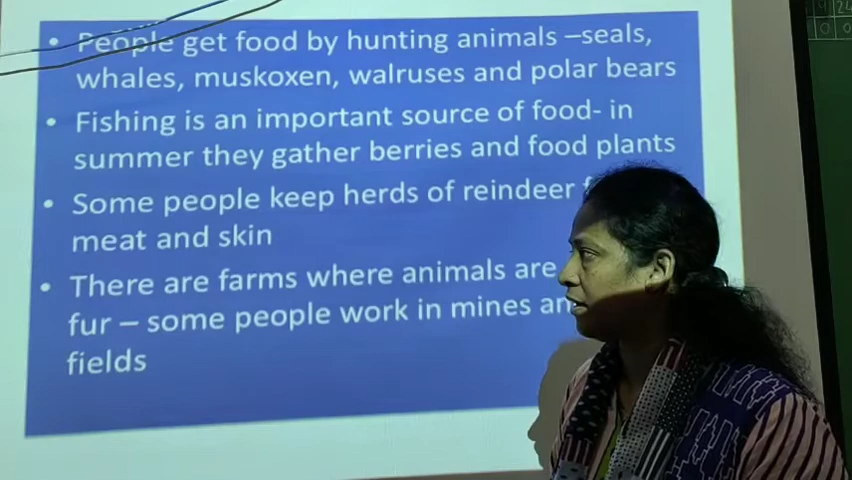 • People get food by hunting animals –seals,
whales, muskoxen, walruses and polar bears
• Fishing is an important source of food- in
summer they gather berries and food plants
• Some people keep herds of reindeer
meat and skin
• There are farms where animals are
fur – some people work in mines
fields